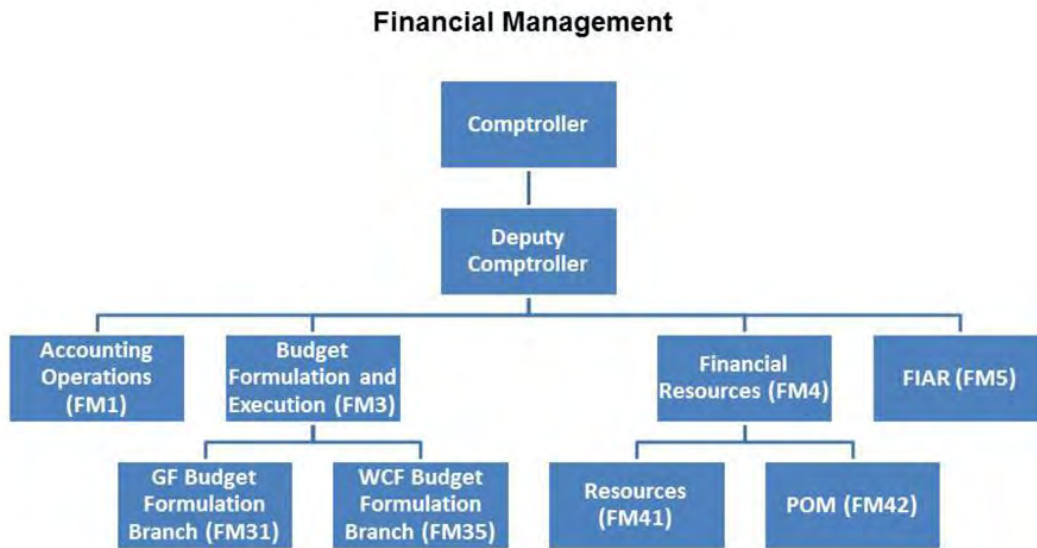 Financial Management
Comptroller
Deputy
Comptroller
Accounting
Operations
(FM1)
Budget
Formulation and
Execution (FM3)
Financial
Resources (FM4)
FIAR (FM5)
GF Budget
Formulation
Branch (FM31)
WCF Budget
Formulation
Branch (FM35)
Resources
(FM41)
POM (FM42)